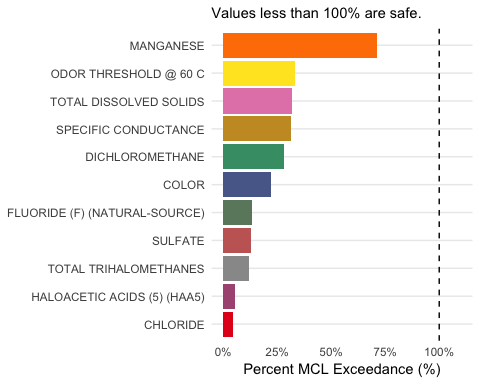 Values less than 100% are safe.
MANGANESE
ODOR THRESHOLD @ 60 C
TOTAL DISSOLVED SOLIDS
SPECIFIC CONDUCTANCE
DICHLOROMETHANE
COLOR
FLUORIDE (F) (NATURAL-SOURCE)
SULFATE
TOTAL TRIHALOMETHANES
HALOACETIC ACIDS (5) (HAA5)
CHLORIDE
0% 25% 50% 75% 100%
Percent MCL Exceedance (%)